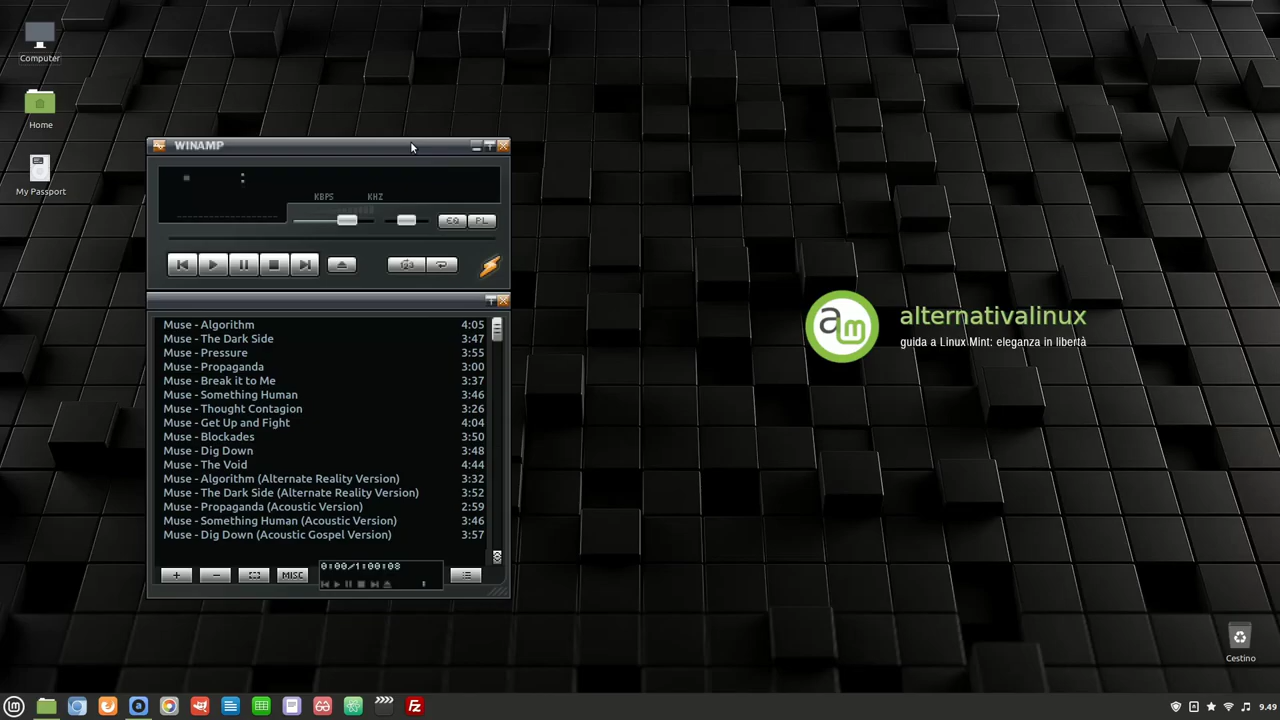 Computer
Home
My Passport
WINAMP
KBPS KHZ
EQ PL
Muse - Algorithm 4:05
Muse - The Dark Side 3:47
Muse - Pressure 3:55
Muse - Propaganda 3:00
Muse - Break it to Me 3:37
Muse - Something Human 3:46
Muse - Thought Contagion 3:26
Muse - Get Up and Fight 4:04
Muse - Blockades 3:50
Muse - Dig Down 3:48
Muse - The Void 4:44
Muse - Algorithm (Alternate Reality Version) 3:32
Muse - The Dark Side (Alternate Reality Version) 3:52
Muse - Propaganda (Acoustic Version) 2:59
Muse - Something Human (Acoustic Version) 3:46
Muse - Dig Down (Acoustic Gospel Version) 3:57
MISC
0:00/1:00:08
am
alternativalinux
guida a Linux Mint: eleganza in libertà
Cestino
9.49